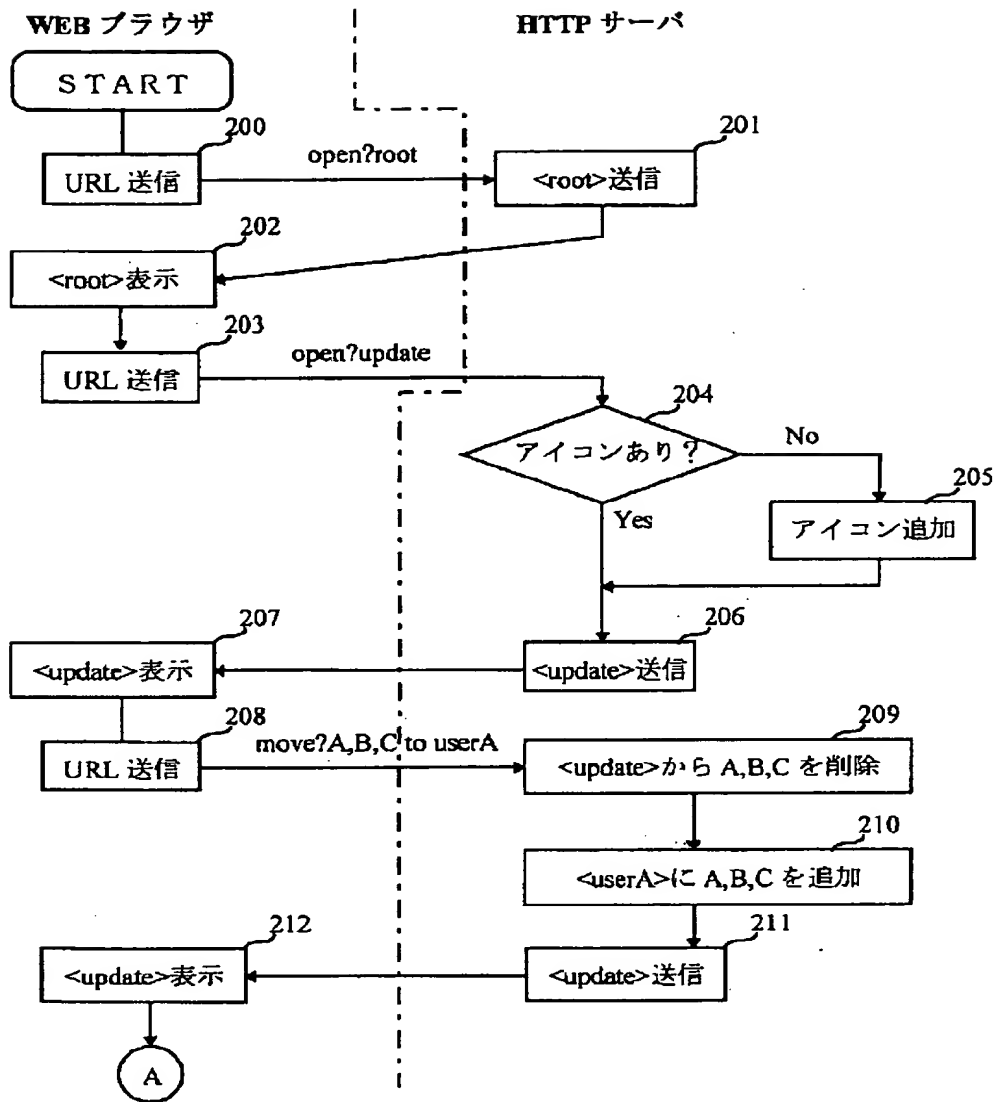 WEB ブラウザ
HTTP サーバ
START
200
URL 送信
open?root
201
<root>送信
202
<root>表示
203
URL 送信
open?update
204
アイコンあり?
No
205
アイコン追加
Yes
206
<update>送信
207
<update>表示
208
URL 送信
move?A,B,C to userA
209
<update>から A,B,C を削除
210
<userA>に A,B,C を追加
211
<update>送信
212
<update>表示
A